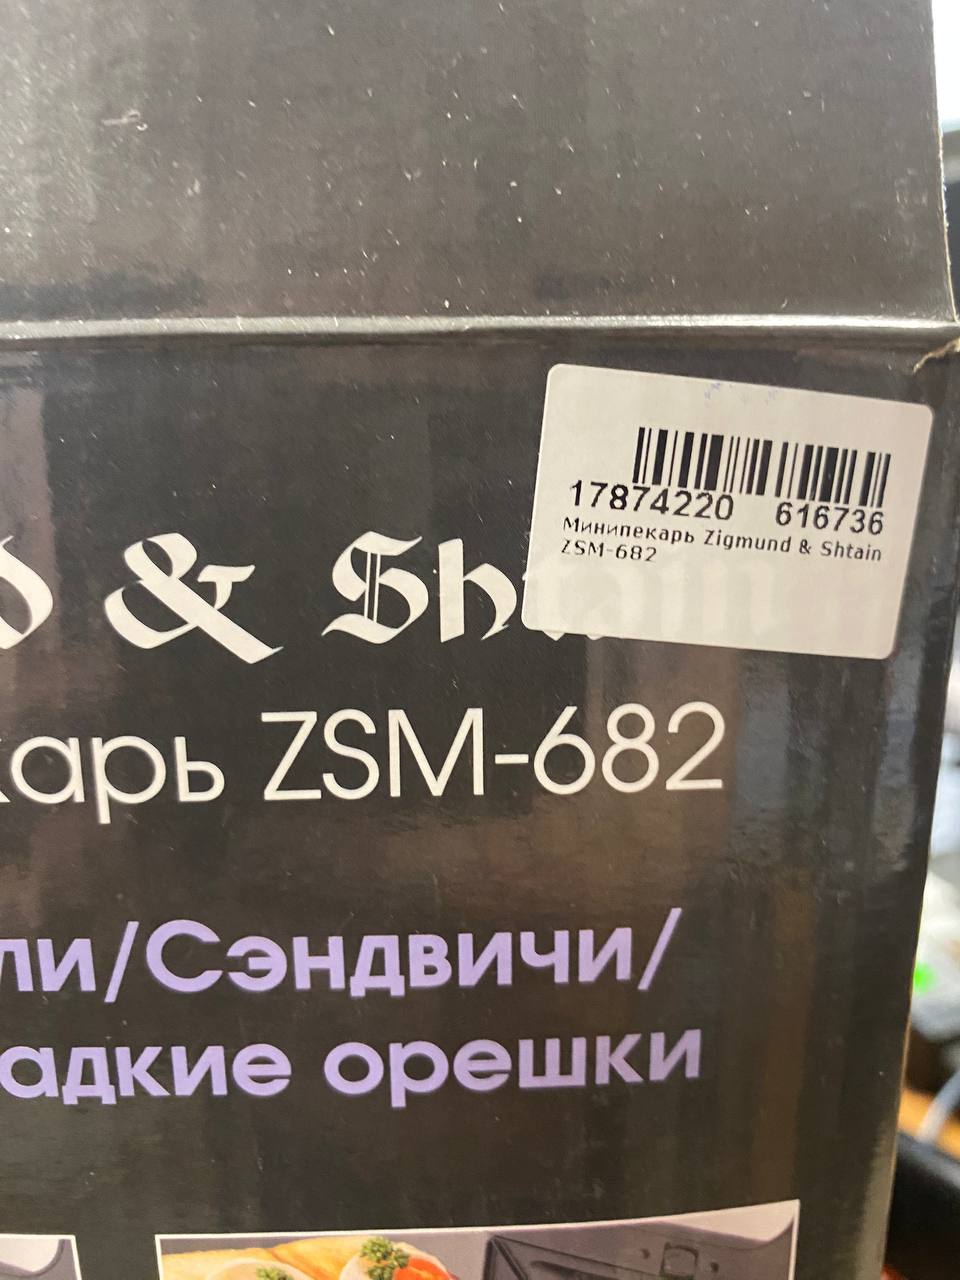 17874220 616736
Минипекарь Zigmund & Shtain
ZSM-682
& Sh
карь ZSM-682
ли/Сэндвичи/
адкие орешки